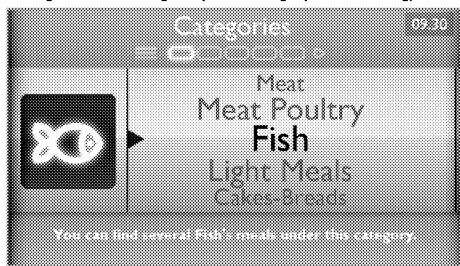 Categories
09.30
Meat
Meat Poultry
Fish
Light Meals
Cakes-Breads
You can find several Fish's meals under this category.